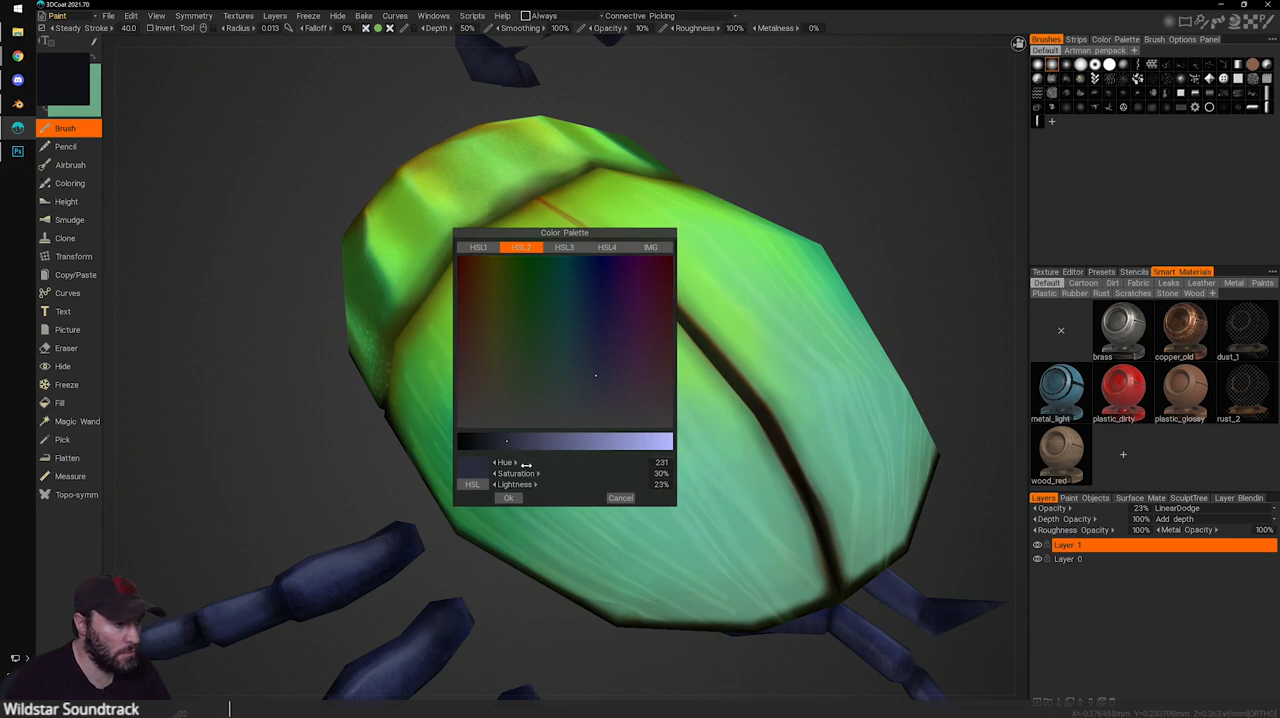 3DCoat 2021.70
Paint File Edit View Symmetry Textures Layers Freeze Hide Bake Curves Windows Scripts Help Always Connective Picking
Steady Stroke 40.0 Invert Tool Radius 0.013 Falloff 0% Depth 50% Smoothing 100% Opacity 10% Roughness 100% Metalness 0%
Brush
Pencil
Airbrush
Coloring
Height
Smudge
Clone
Transform
Copy/Paste
Curves
Text
Picture
Eraser
Hide
Freeze
Fill
Magic Wand
Pick
Flatten
Measure
Topo-symm
Color Palette
HSL1 HSL2 HSL3 HSL4 IMG
Hue 231
Saturation 30%
HSL Lightness 23%
Ok Cancel
Brushes Strips Color Palette Brush Options Panel
Default Artman penpack
Texture Editor Presets Stencils Smart Materials
Default Cartoon Dirt Fabric Leaks Leather Metal Paints
Plastic Rubber Rust Scratches Stone Wood
brass copper_old dust_1
metal_light plastic_dirty plastic_glossy rust_2
wood_red
Layers Paint Objects Surface Mate SculptTree Layer Blendin
Opacity 23% LinearDodge
Depth Opacity 100% Add depth
Roughness Opacity 100% Metal Opacity 100%
Layer 1
Layer 0
Wildstar Soundtrack